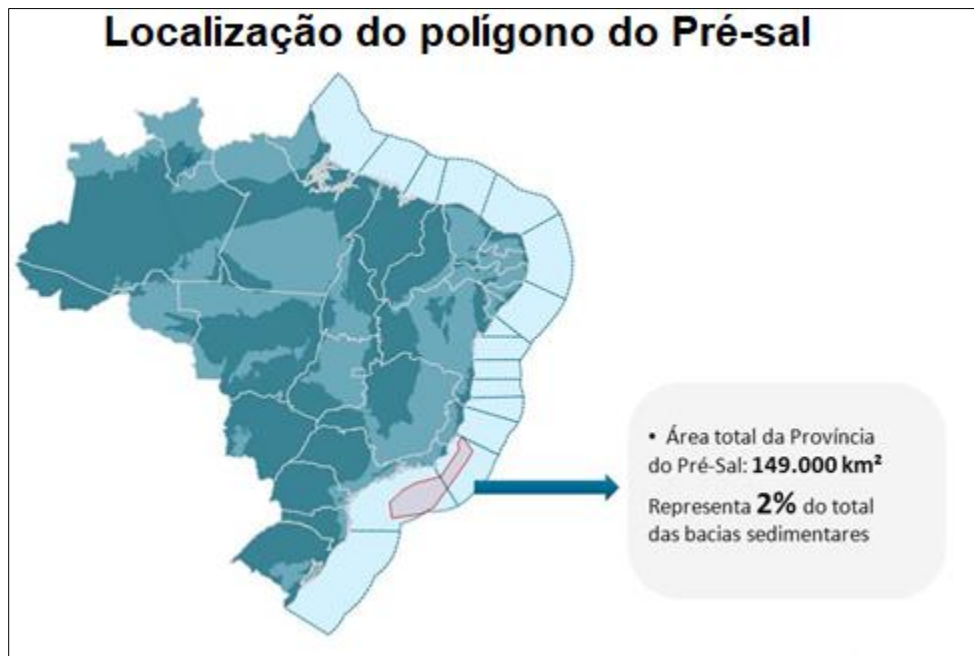 Localização do polígono do Pré-sal
• Área total da Província
do Pré-Sal: 149.000 km²
Representa 2% do total
das bacias sedimentares